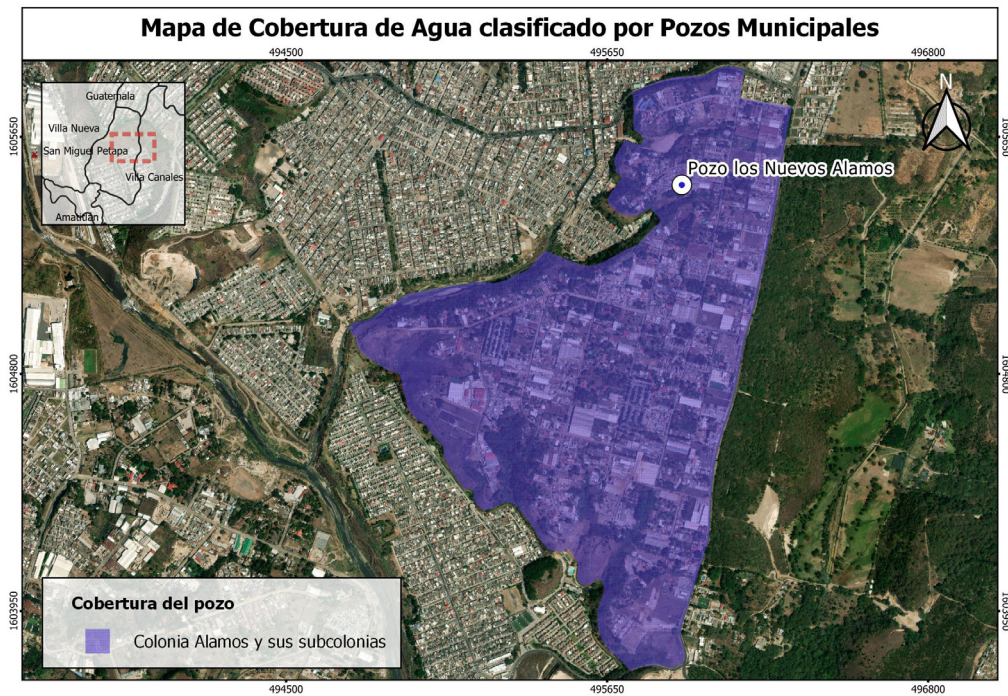 Mapa de Cobertura de Agua clasificado por Pozos Municipales
494500
495650
496800
Guatemala
Villa Nueva
San Miguel Petapa
Villa Canales
Amatitlán
N
1605650
1605650
Pozo los Nuevos Alamos
1604800
1604800
1603950
1603950
Cobertura del pozo
Colonia Alamos y sus subcolonias
494500
495650
496800